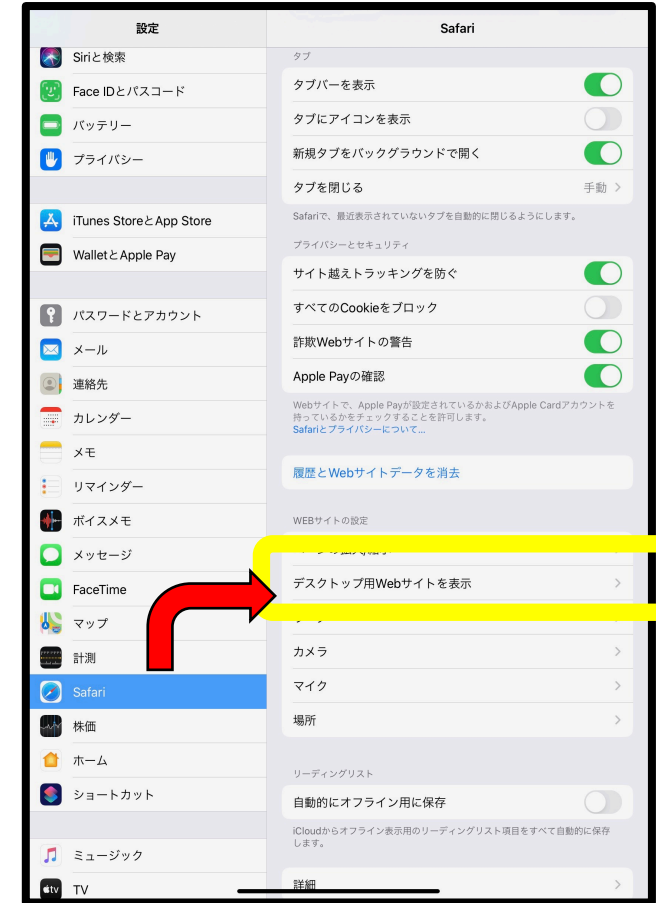 設定
Siriと検索
Face IDとパスコード
バッテリー
プライバシー
iTunes StoreとApp Store
WalletとApple Pay
パスワードとアカウント
メール
連絡先
カレンダー
メモ
リマインダー
ボイスメモ
メッセージ
FaceTime
マップ
計測
Safari
株価
ホーム
ショートカット
ミュージック
tv
TV
Safari
タブ
タブバーを表示
タブにアイコンを表示
新規タブをバックグラウンドで開く
タブを閉じる 手動
Safariで、最近表示されていないタブを自動的に閉じるようにします。
プライバシーとセキュリティ
サイト越えトラッキングを防ぐ
すべてのCookieをブロック
詐欺Webサイトの警告
Apple Payの確認
Webサイトで、Apple Payが設定されているかおよびApple Cardアカウントを
持っているかをチェックすることを許可します。
Safariとプライバシーについて...
履歴とWebサイトデータを消去
WEBサイトの設定
デスクトップ用Webサイトを表示
カメラ
マイク
場所
リーディングリスト
自動的にオフライン用に保存
iCloudからオフライン表示用のリーディングリスト項目をすべて自動的に保存
します。
詳細